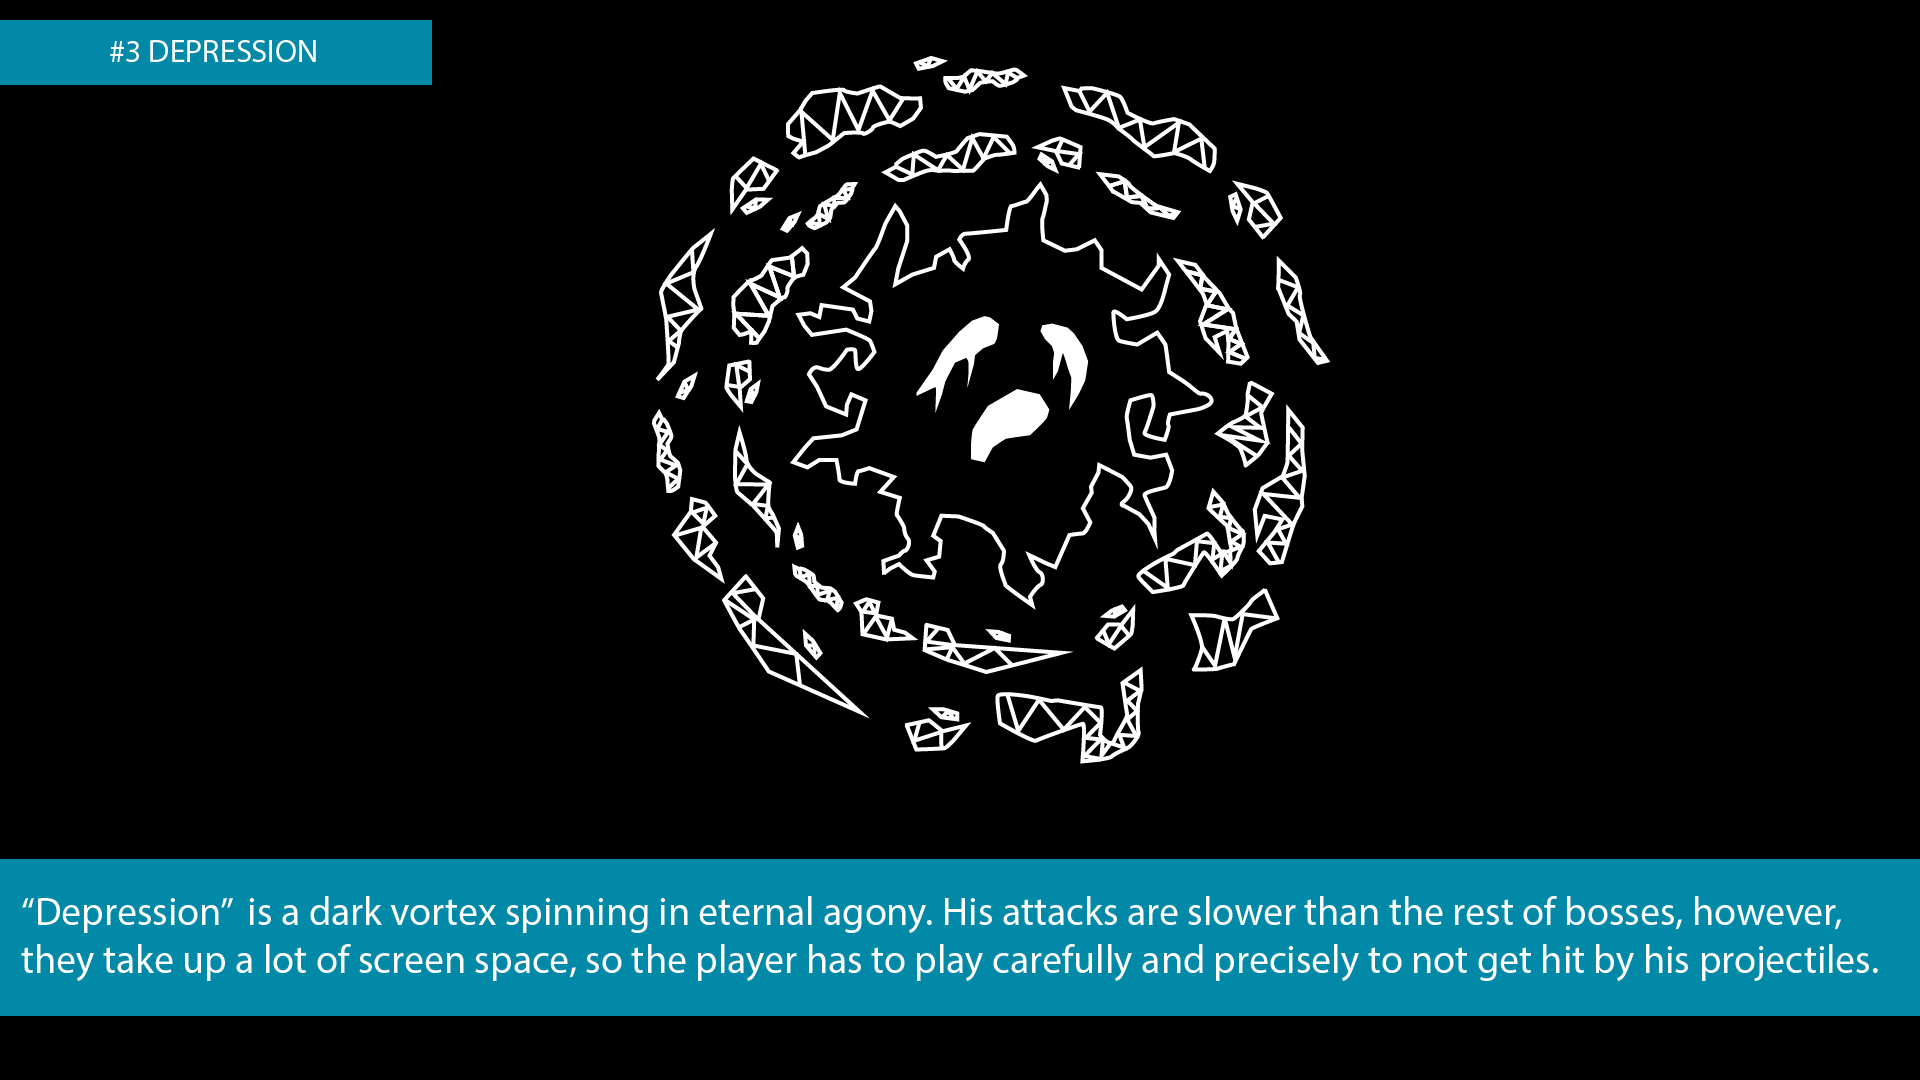 #3 DEPRESSION
“Depression” is a dark vortex spinning in eternal agony. His attacks are slower than the rest of bosses, however,
they take up a lot of screen space, so the player has to play carefully and precisely to not get hit by his projectiles.